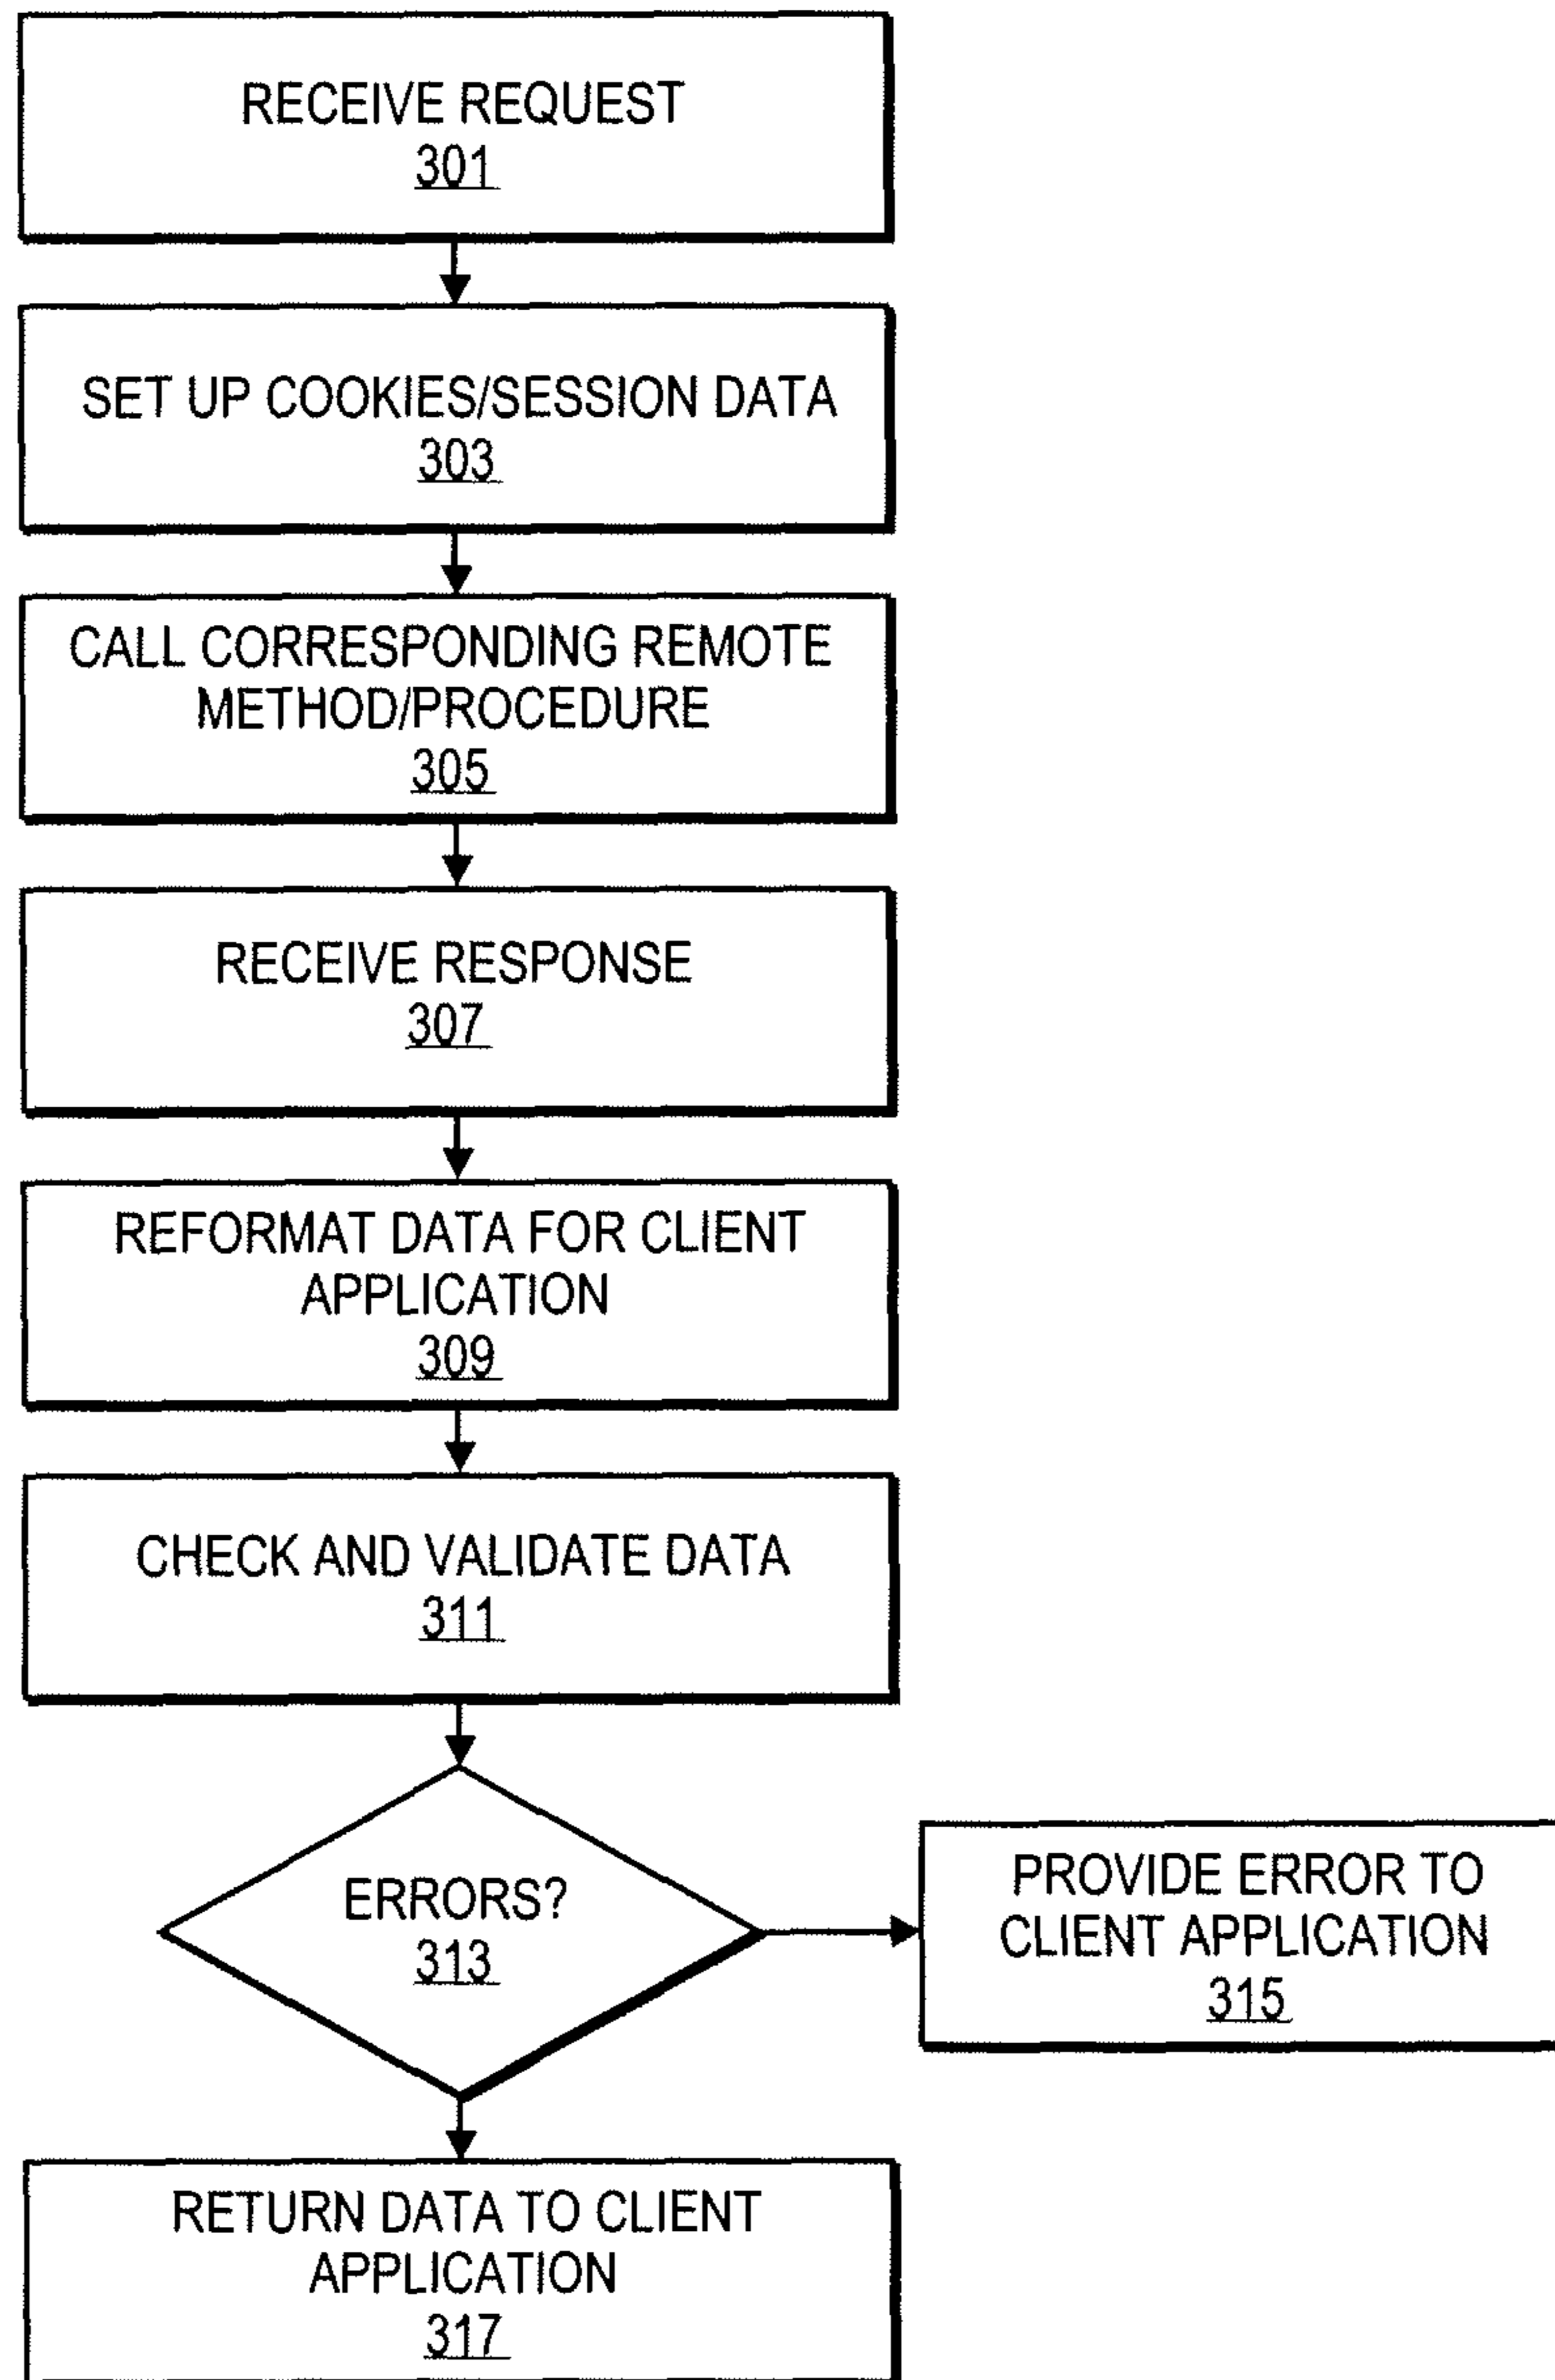 RECEIVE REQUEST
301
SET UP COOKIES/SESSION DATA
303
CALL CORRESPONDING REMOTE
METHOD/PROCEDURE
305
RECEIVE RESPONSE
307
REFORMAT DATA FOR CLIENT
APPLICATION
309
CHECK AND VALIDATE DATA
311
ERRORS?
313
PROVIDE ERROR TO
CLIENT APPLICATION
315
RETURN DATA TO CLIENT
APPLICATION
317